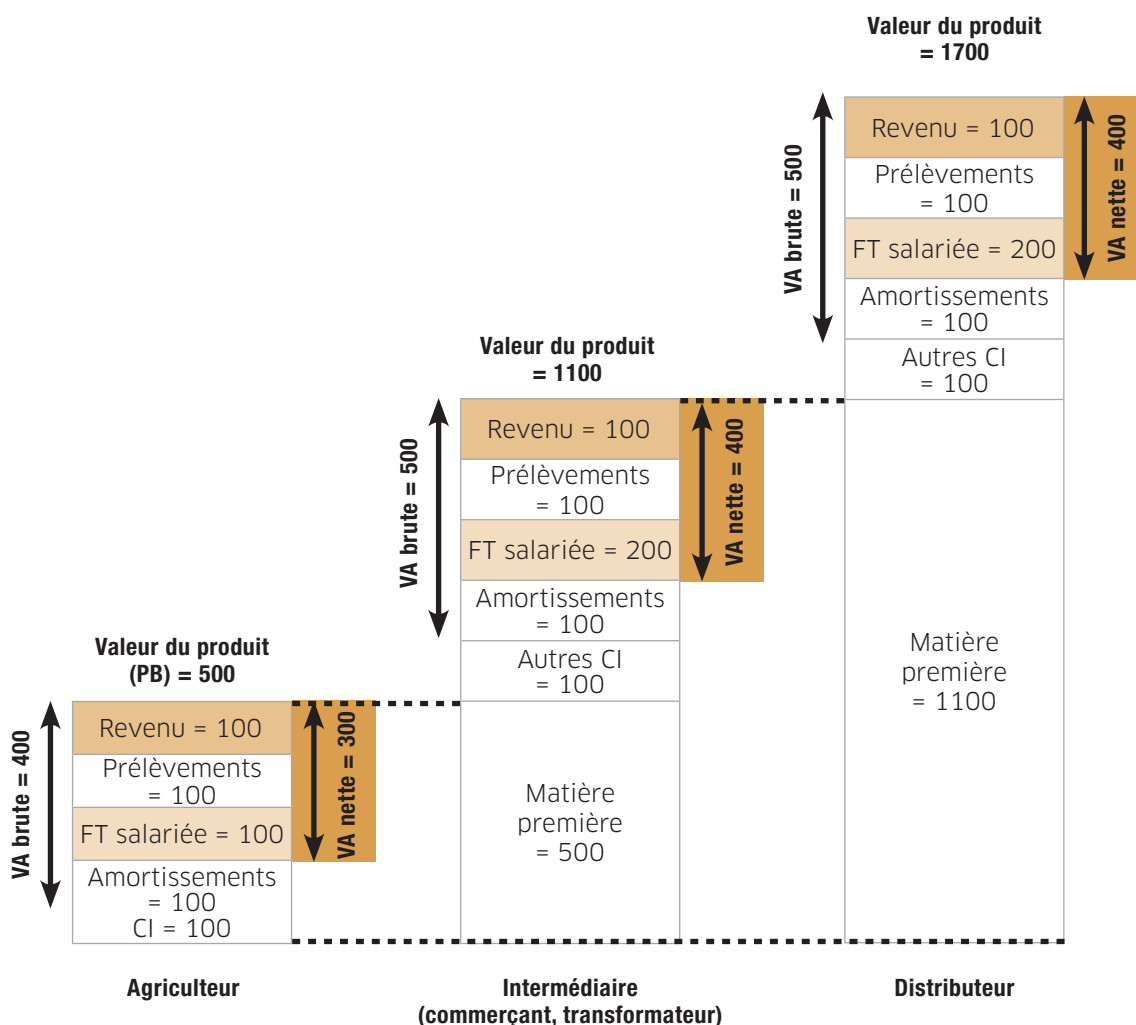 Valeur du produit
= 1700
VA brute = 500
Revenu = 100
Prélèvements
= 100
FT salariée = 200
Amortissements
= 100
Autres CI
= 100
Matière
première
= 1100
VA nette = 400
Valeur du produit
= 1100
VA brute = 500
Revenu = 100
Prélèvements
= 100
FT salariée = 200
Amortissements
= 100
Autres CI
= 100
Matière
première
= 500
VA nette = 400
Valeur du produit
(PB) = 500
VA brute = 400
Revenu = 100
Prélèvements
= 100
FT salariée = 100
Amortissements
= 100
CI = 100
VA nette = 300
Agriculteur
Intermédiaire
(commerçant, transformateur)
Distributeur